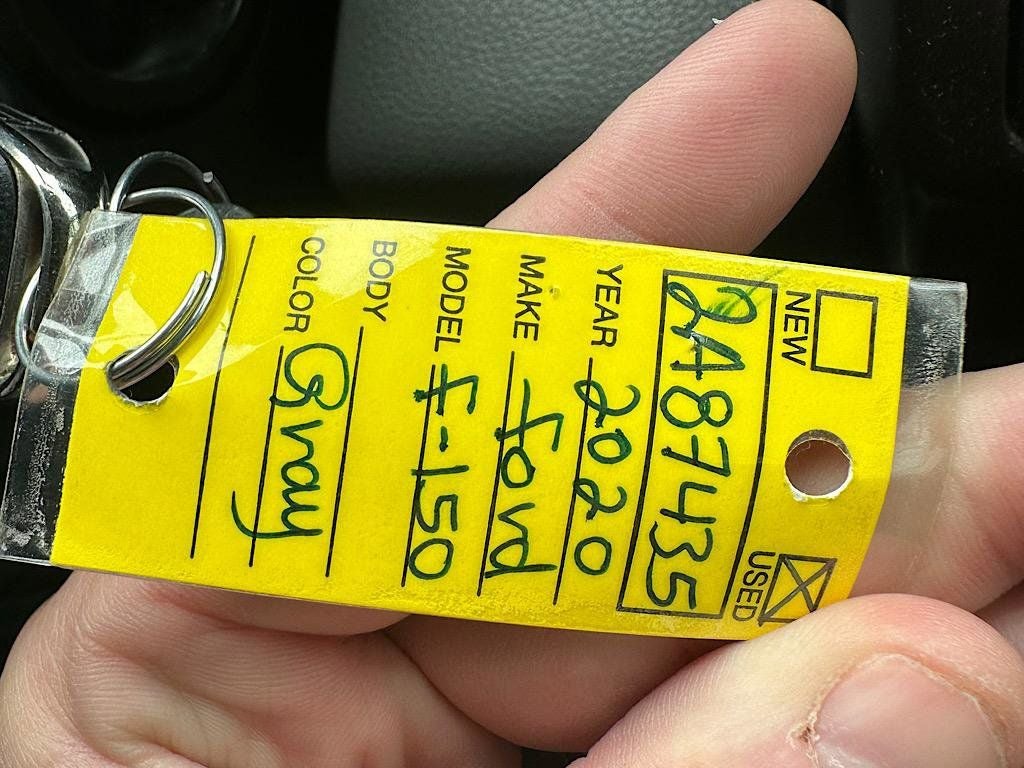 NEW USED
2A87435
YEAR 2020
MAKE Ford
MODEL F-150
BODY
COLOR Gray